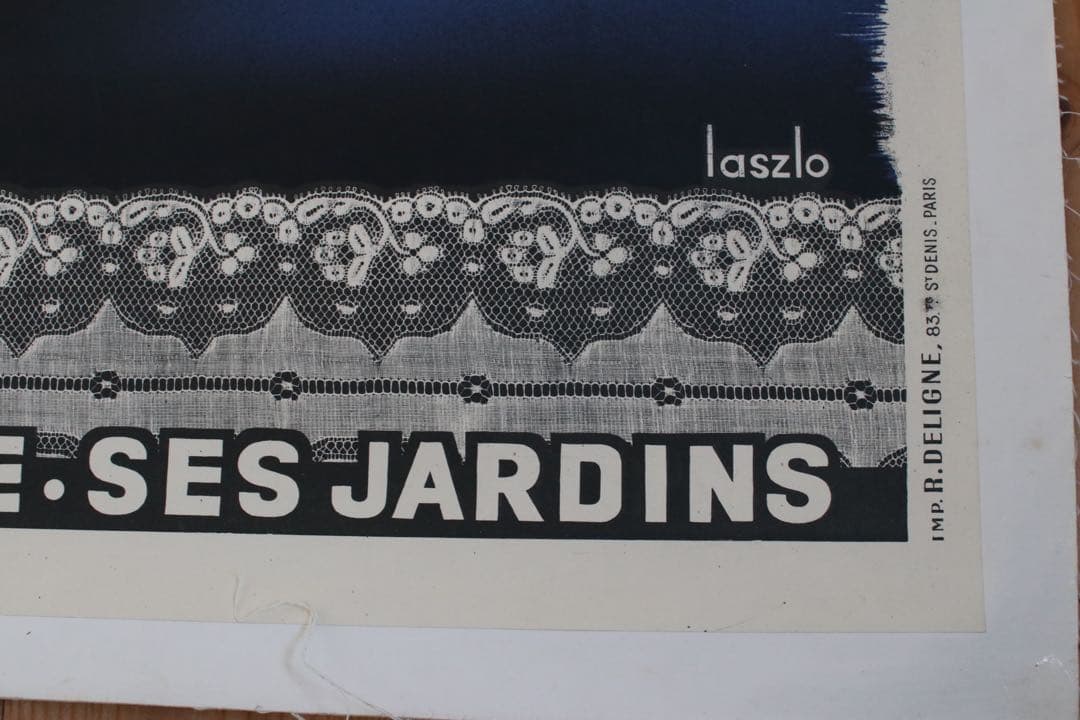 laszlo
E · SES JARDINS
IMP. R. DELIGNE, 83, Fg St DENIS . PARIS